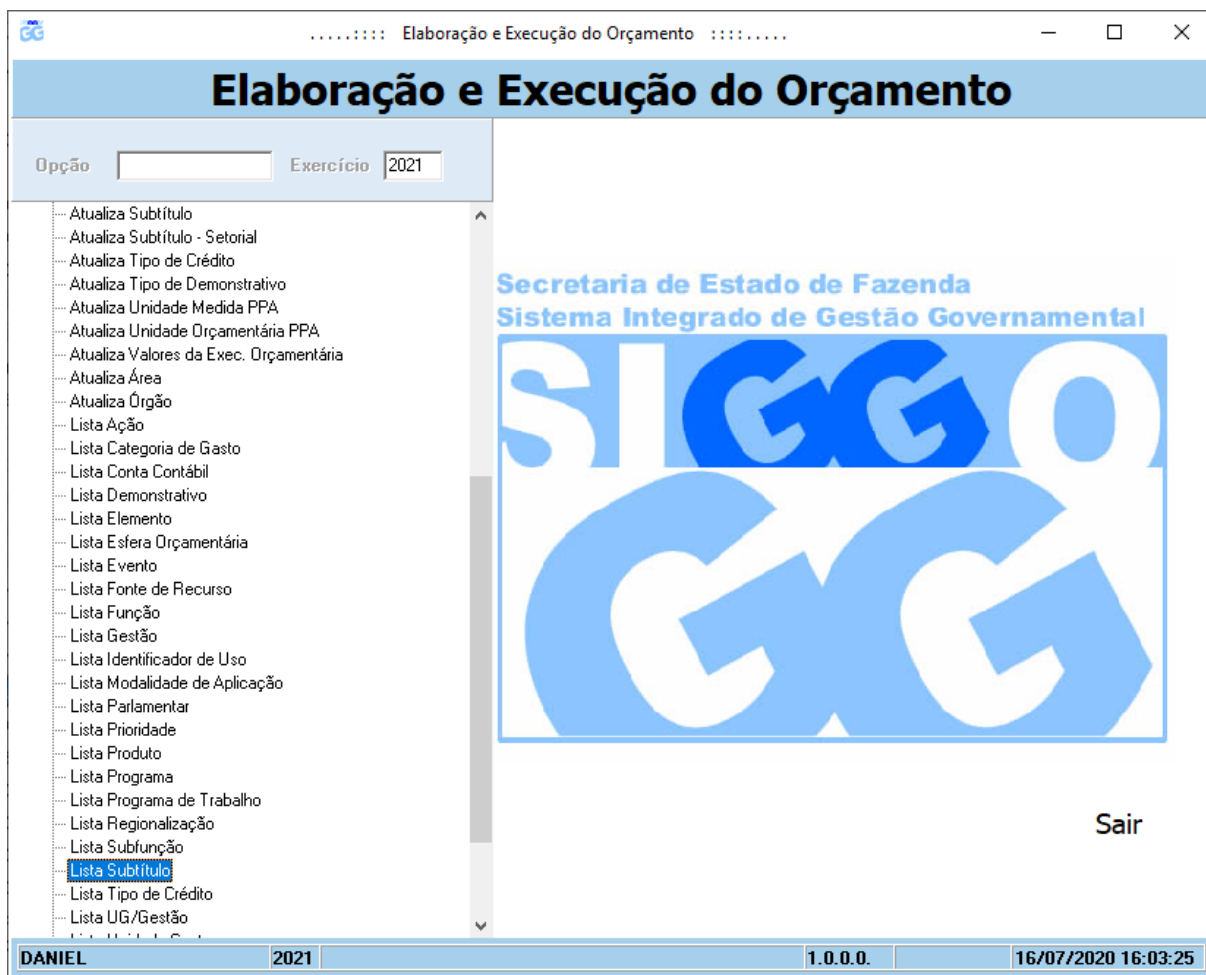 .....:::: Elaboração e Execução do Orçamento ::::.....
Elaboração e Execução do Orçamento
Opção Exercício 2021
Atualiza Subtítulo
Atualiza Subtítulo - Setorial
Atualiza Tipo de Crédito
Atualiza Tipo de Demonstrativo
Atualiza Unidade Medida PPA
Atualiza Unidade Orçamentária PPA
Atualiza Valores da Exec. Orçamentária
Atualiza Área
Atualiza Órgão
Lista Ação
Lista Categoria de Gasto
Lista Conta Contábil
Lista Demonstrativo
Lista Elemento
Lista Esfera Orçamentária
Lista Evento
Lista Fonte de Recurso
Lista Função
Lista Gestão
Lista Identificador de Uso
Lista Modalidade de Aplicação
Lista Parlamentar
Lista Prioridade
Lista Produto
Lista Programa
Lista Programa de Trabalho
Lista Regionalização
Lista Subfunção
Lista Subtítulo
Lista Tipo de Crédito
Lista UG/Gestão
Secretaria de Estado de Fazenda
Sistema Integrado de Gestão Governamental
SIGGO
GG
Sair
DANIEL 2021 1.0.0.0. 16/07/2020 16:03:25